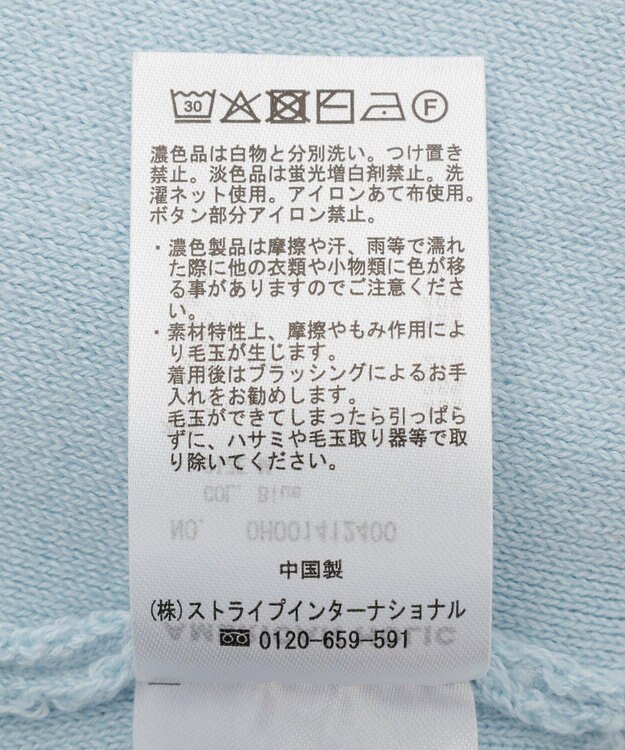 30 F
濃色品は白物と分別洗い。つけ置き
禁止。淡色品は蛍光増白剤禁止。洗
濯ネット使用。アイロンあて布使用。
ボタン部分アイロン禁止。
・濃色製品は摩擦や汗、雨等で濡れ
た際に他の衣類や小物類に色が移
る事がありますのでご注意くださ
い。
・素材特性上、摩擦やもみ作用によ
り毛玉が生じます。
着用後はブラッシングによるお手
入れをお勧めします。
毛玉ができてしまったら引っぱら
ずに、ハサミや毛玉取り器等で取
り除いてください。
COL. Blue
NO. 0H001412400
中国製
(株)ストライプインターナショナル
0120-659-591